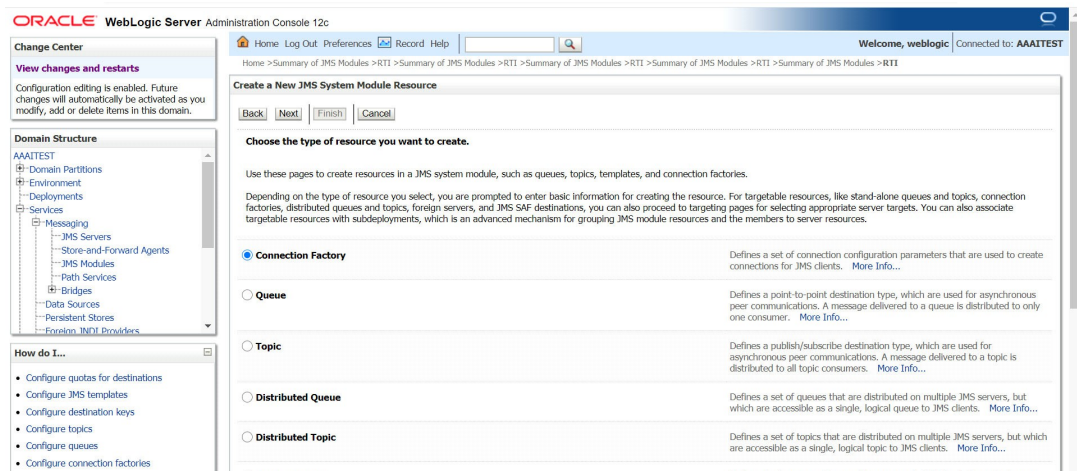 ORACLE WebLogic Server Administration Console 12c
Change Center
View changes and restarts
Configuration editing is enabled. Future
changes will automatically be activated as you
modify, add or delete items in this domain.
Domain Structure
AAAITEST
Domain Partitions
Environment
Deployments
Services
Messaging
JMS Servers
Store-and-Forward Agents
JMS Modules
Path Services
Bridges
Data Sources
Persistent Stores
Foreign JNDI Providers
How do I...
Configure quotas for destinations
Configure JMS templates
Configure destination keys
Configure topics
Configure queues
Configure connection factories
Home Log Out Preferences Record Help
Welcome, weblogic Connected to: AAAITEST
Home >Summary of JMS Modules >RTI >Summary of JMS Modules >RTI >Summary of JMS Modules >RTI >Summary of JMS Modules >RTI >Summary of JMS Modules >RTI
Create a New JMS System Module Resource
Back Next Finish Cancel
Choose the type of resource you want to create.
Use these pages to create resources in a JMS system module, such as queues, topics, templates, and connection factories.
Depending on the type of resource you select, you are prompted to enter basic information for creating the resource. For targetable resources, like stand-alone queues and topics, connection
factories, distributed queues and topics, foreign servers, and JMS SAF destinations, you can also proceed to targeting pages for selecting appropriate server targets. You can also associate
targetable resources with subdeployments, which is an advanced mechanism for grouping JMS module resources and the members to server resources.
Connection Factory
Defines a set of connection configuration parameters that are used to create
connections for JMS clients. More Info...
Queue
Defines a point-to-point destination type, which are used for asynchronous
peer communications. A message delivered to a queue is distributed to only
one consumer. More Info...
Topic
Defines a publish/subscribe destination type, which are used for
asynchronous peer communications. A message delivered to a topic is
distributed to all topic consumers. More Info...
Distributed Queue
Defines a set of queues that are distributed on multiple JMS servers, but
which are accessible as a single, logical queue to JMS clients. More Info...
Distributed Topic
Defines a set of topics that are distributed on multiple JMS servers, but which
are accessible as a single, logical topic to JMS clients. More Info...